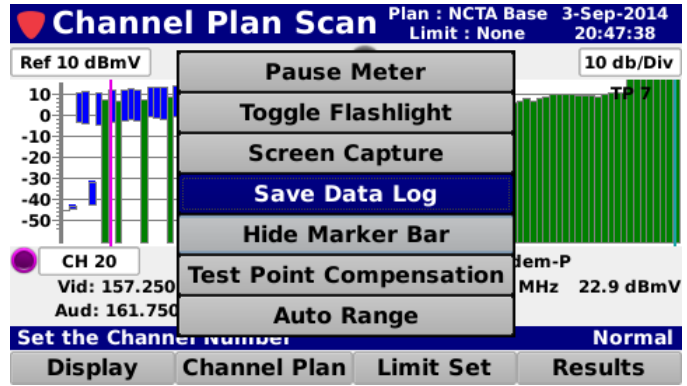 Channel Plan Scan
Plan : NCTA Base 3-Sep-2014
Limit : None 20:47:38
Ref 10 dBmV
10 db/Div
Pause Meter
Toggle Flashlight
Screen Capture
Save Data Log
Hide Marker Bar
Test Point Compensation
Auto Range
TP 7
10
0
-10
-20
-30
-40
-50
CH 20
dem-P
Vid: 157.250
MHz 22.9 dBmV
Aud: 161.750
Set the Channel Number
Normal
Display Channel Plan Limit Set Results